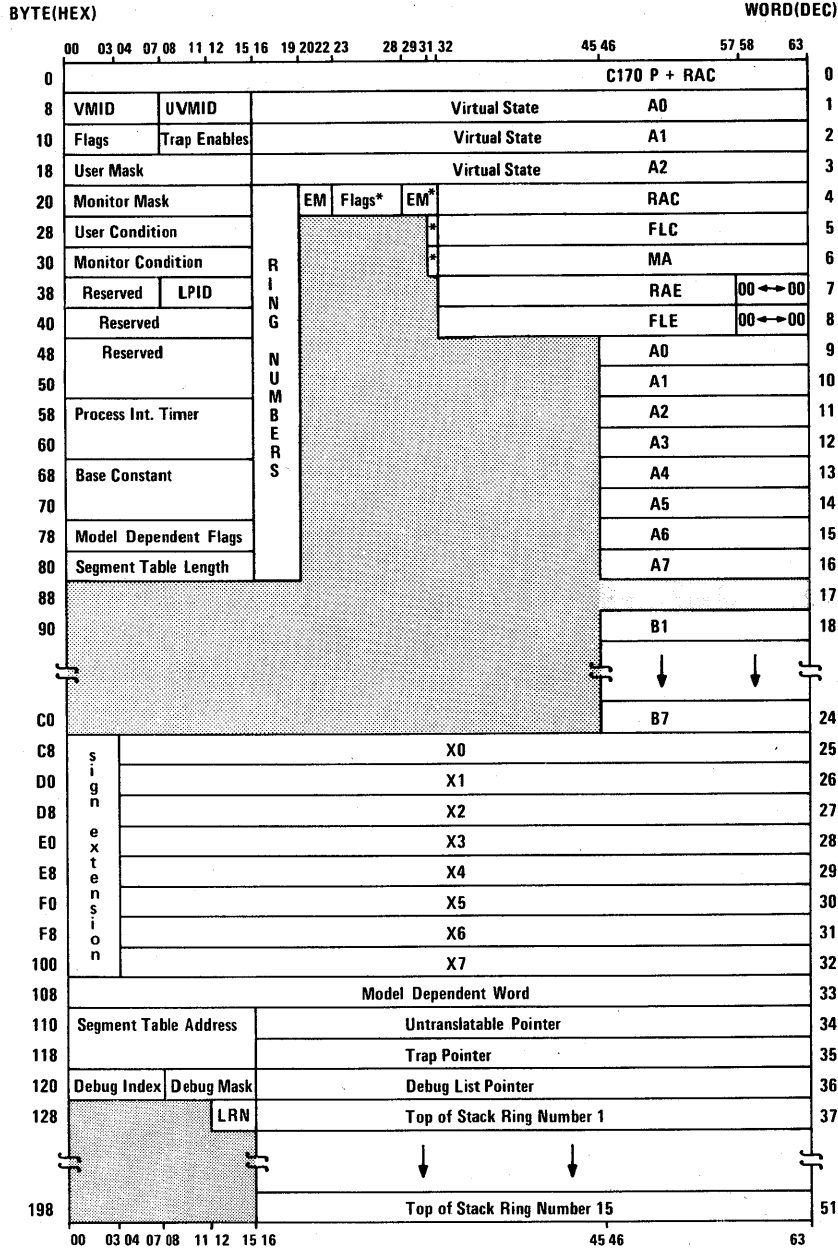 BYTE(HEX) WORD(DEC)
00 03 04 07 08 11 12 15 16 19 20 22 23 28 29 31 32 45 46 57 58 63
0 C170 P + RAC 0
8 VMID UVMID Virtual State A0 1
10 Flags Trap Enables Virtual State A1 2
18 User Mask Virtual State A2 3
20 Monitor Mask EM Flags* EM* RAC 4
28 User Condition * FLC 5
30 Monitor Condition * MA 6
38 Reserved LPID RAE 00↔00 7
40 Reserved FLE 00↔00 8
48 Reserved A0 9
50 A1 10
58 Process Int. Timer A2 11
60 A3 12
68 Base Constant A4 13
70 A5 14
78 Model Dependent Flags A6 15
80 Segment Table Length A7 16
RING NUMBERS
88 17
90 B1 18
C0 B7 24
C8 X0 25
D0 X1 26
D8 X2 27
E0 X3 28
E8 X4 29
F0 X5 30
F8 X6 31
100 X7 32
sign extension
108 Model Dependent Word 33
110 Segment Table Address Untranslatable Pointer 34
118 Trap Pointer 35
120 Debug Index Debug Mask Debug List Pointer 36
128 LRN Top of Stack Ring Number 1 37
198 Top of Stack Ring Number 15 51
00 03 04 07 08 11 12 15 16 45 46 63